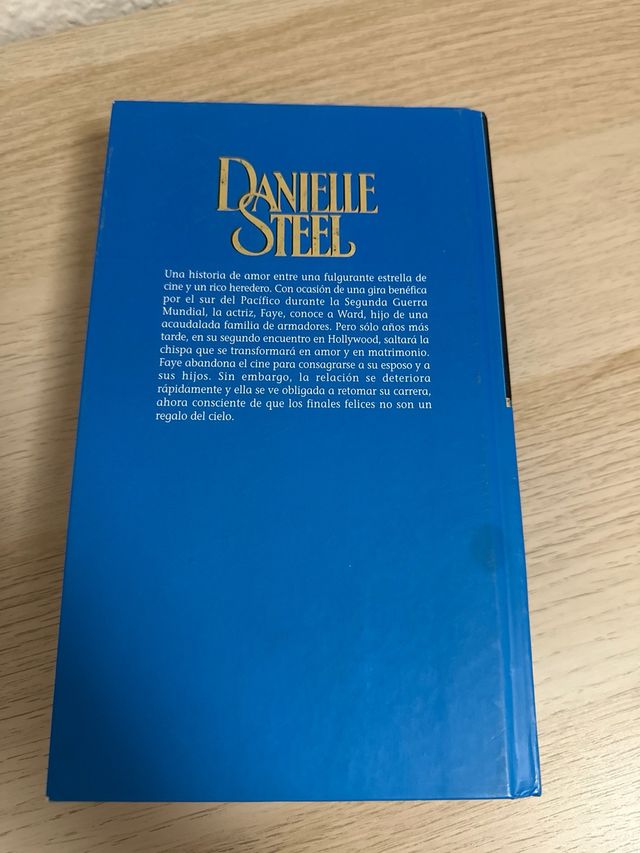 DANIELLE
STEEL
Una historia de amor entre una fulgurante estrella de
cine y un rico heredero. Con ocasión de una gira benéfica
por el sur del Pacífico durante la Segunda Guerra
Mundial, la actriz, Faye, conoce a Ward, hijo de una
acaudalada familia de armadores. Pero sólo años más
tarde, en su segundo encuentro en Hollywood, saltará la
chispa que se transformará en amor y en matrimonio.
Faye abandona el cine para consagrarse a su esposo y a
sus hijos. Sin embargo, la relación se deteriora
rápidamente y ella se ve obligada a retomar su carrera,
ahora consciente de que los finales felices no son un
regalo del cielo.